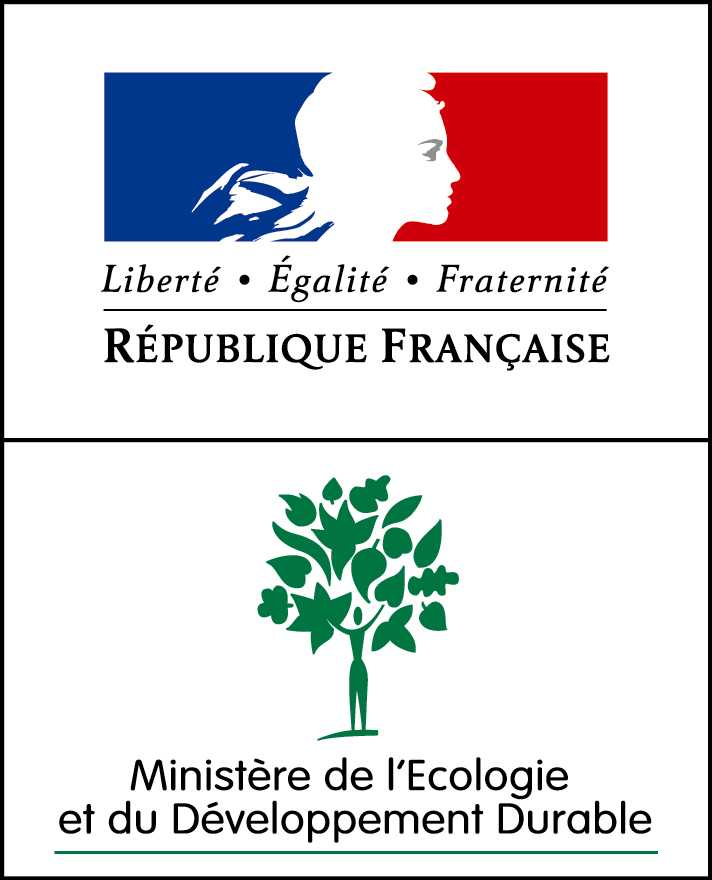 Liberté • Égalité • Fraternité
RÉPUBLIQUE FRANÇAISE
Ministère de l'Ecologie
et du Développement Durable